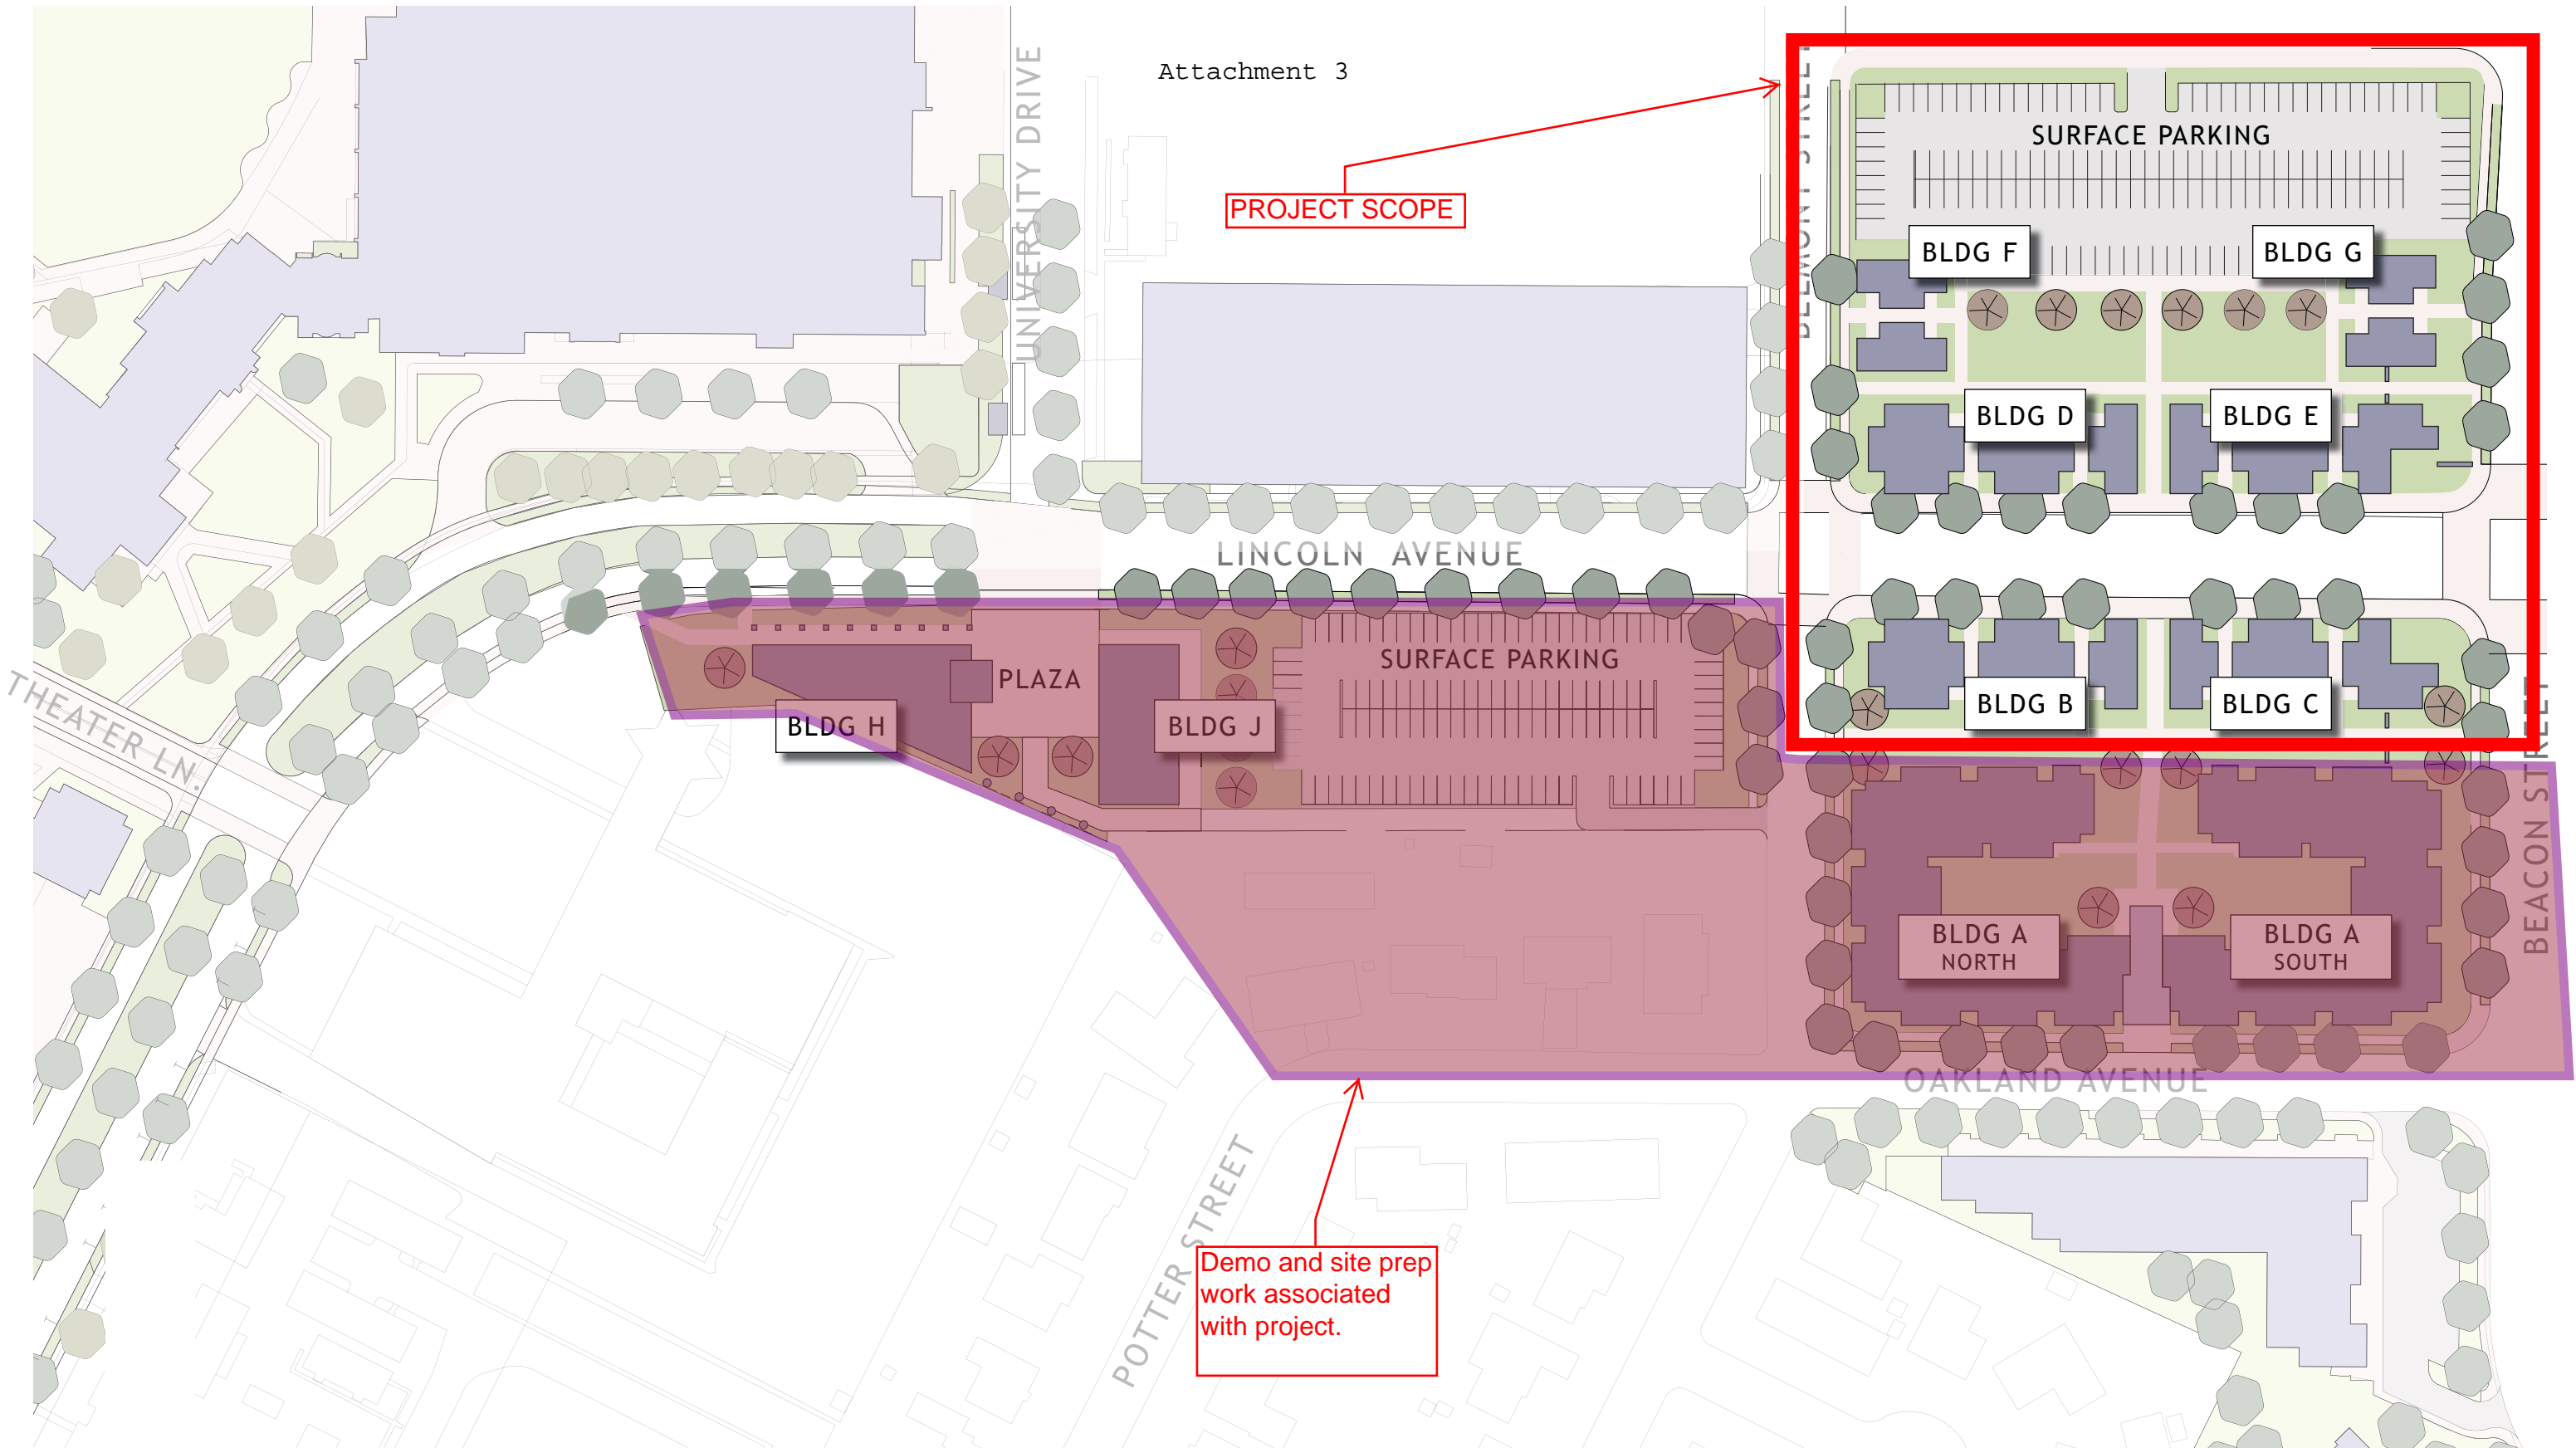 Attachment 3
UNIVERSITY DRIVE
BELMONT STREET
SURFACE PARKING
PROJECT SCOPE
BLDG F
BLDG G
BLDG D
BLDG E
LINCOLN AVENUE
SURFACE PARKING
PLAZA
BLDG H
BLDG J
BLDG B
BLDG C
THEATER LN.
BEACON STREET
BLDG A
NORTH
BLDG A
SOUTH
OAKLAND AVENUE
POTTER STREET
Demo and site prep
work associated
with project.